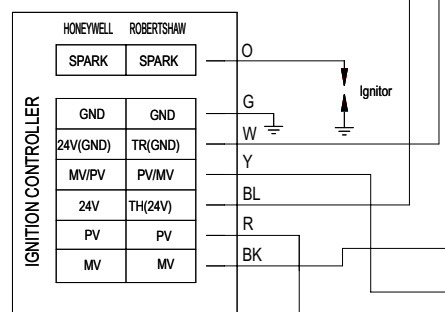 HONEYWELL ROBERTSHAW
SPARK SPARK O
Ignitor
GND GND G
24V(GND) TR(GND) W
MV/PV PV/MV Y
24V TH(24V) BL
PV PV R
MV MV BK
IGNITION CONTROLLER